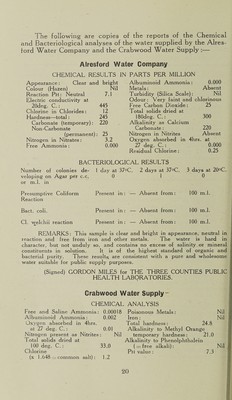 The following are copies of the reports of the Chemical
and Bacteriological analyses of the water supplied by the Alres-
ford Water Company and the Crabwood Water Supply :—
Alresford Water Company
CHEMICAL RESULTS IN PARTS PER MILLION
Appearance: Clear and bright
Colour (Hazen) Nil
Reaction PH: Neutral 7.1
Electric conductivity at
20deg. C. 445
Chlorine in Chlorides: 12
Hardness—total: 245
Carbonate (temporary): 220
Non-Carbonate
(permanent): 25
Nitrogen in Nitrates: 3.2
Free Ammonia: 0.000
Albuminoid Ammonia: 0.000
Metals: Absent
Turbidity (Silica Scale): Nil
Odour: Very faint and chlorinous
Free Carbon Dioxide: 25
Total solids dried at
180deg. C.: 300
Alkalinity as Calcium
Carbonate: 220
Nitrogen in Nitrites Absent
Oxygen absorbed in 4hrs. at
27 deg. C.: 0.000
Residual Chlorine: 0.25
BACTERIOLOGICAL RESULTS
Number of colonies de- 1 day at 37°C. 2 days at 37°C. 3 days at 20°C.
veloping on Agar per c.c. 0 0 0
or m.l. in
Presumptive Coliform Present in: — Absent from: 100 m.l.
Reaction
Bact. coli. Present in: — Absent from: 100 m.l.
Cl. welchii reaction Present in: — Absent from: 100 m.l.
REMARKS: This sample is clear and bright in appearance, neutral in
reaction and free from iron and other metals. The water is hard in
character, but not unduly so, and contains no excess of salinity or mineral
constituents in solution. It is of the highest standard of organic and
bacterial purity. These results are consistent with a pure and wholesome
water suitable for public supply purposes.
(Signed) GORDON MILES for THE THREE COUNTIES PUBLIC
HEALTH LABORATORIES.
Crabwood Water Supply
CHEMICAL ANALYSIS
Free and Saline Ammonia: 0.00018
Albuminoid Ammonia: 0.002
Oxygen absorbed in 4hrs.
at 27 deg. C.: 0.01
Nitrogen present as Nitrites: Nil
Total solids dried at
100 deg. C.: 33.0
Chlorine
(x 1.648 = common salt): 1.2
Poisonous Metals: Nil
Iron: Nil
Total hardness: 24.8
Alkalinity to Methyl Orange
temporary hardness: 21.0
Alkalinity to Phenolphthalein
(= free alkali): Nil
PH value: 7.3
20